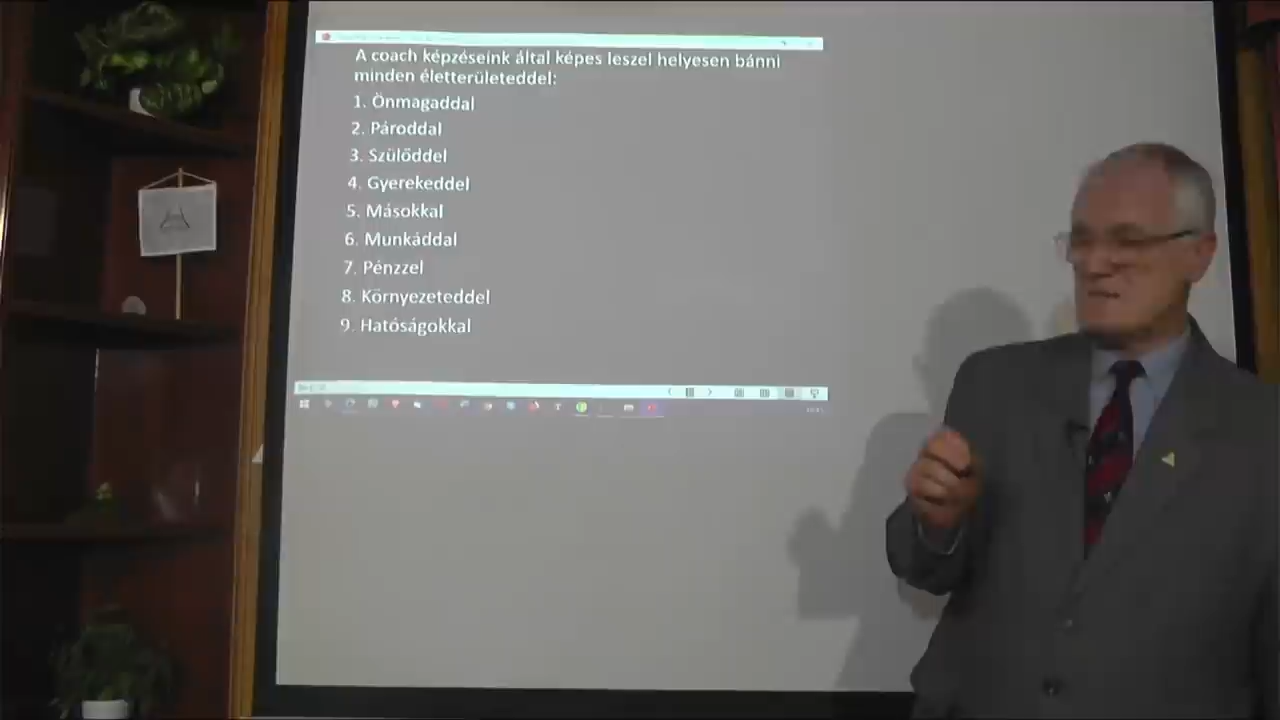 A coach képzéseink által képes leszel helyesen bánni
minden életterületeddel:
1. Önmagaddal
2. Pároddal
3. Szülőddel
4. Gyerekeddel
5. Másokkal
6. Munkáddal
7. Pénzzel
8. Környezeteddel
9. Hatóságokkal